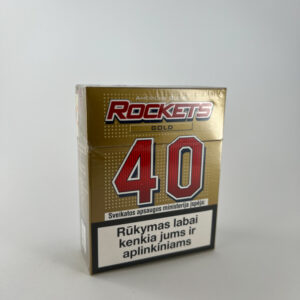 ROCKETS
GOLD
40
Sveikatos apsaugos ministerija įspėja:
Rūkymas labai
kenkia jums ir
aplinkiniams